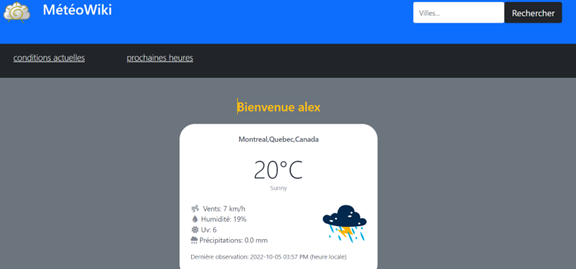 MétéoWiki
Villes...
Rechercher
conditions actuelles
prochaines heures
Bienvenue alex
Montreal,Quebec,Canada
20°C
Sunny
Vents: 7 km/h
Humidité: 19%
Uv: 6
Précipitations: 0.0 mm
Dernière observation: 2022-10-05 03:57 PM (heure locale)